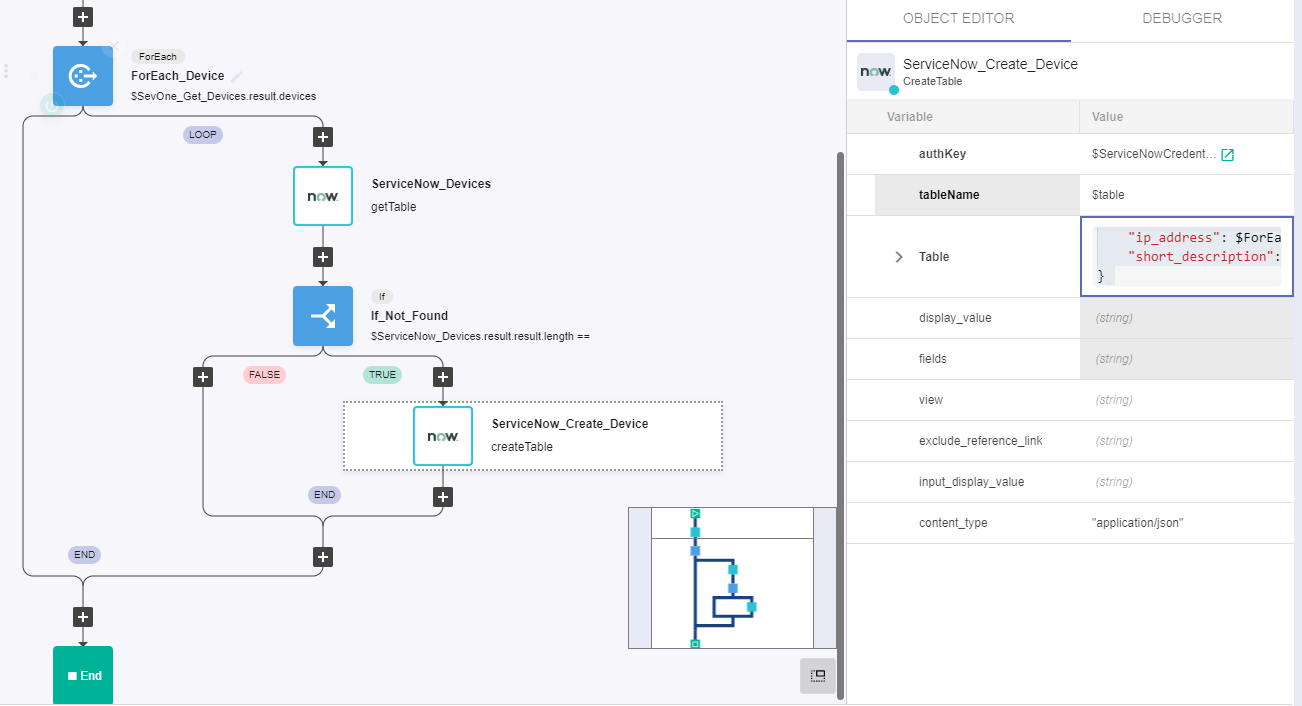 ForEach
ForEach_Device
$SevOne_Get_Devices.result.devices
LOOP
now.
ServiceNow_Devices
getTable
If
If_Not_Found
$ServiceNow_Devices.result.result.length ==
FALSE
TRUE
now.
ServiceNow_Create_Device
createTable
END
END
End
OBJECT EDITOR
DEBUGGER
now.
ServiceNow_Create_Device
CreateTable
Variable
Value
authKey
$ServiceNowCredent...
tableName
$table
Table
"ip_address": $ForEa
"short_description":
}
display_value
(string)
fields
(string)
view
(string)
exclude_reference_link
(string)
input_display_value
(string)
content_type
"application/json"